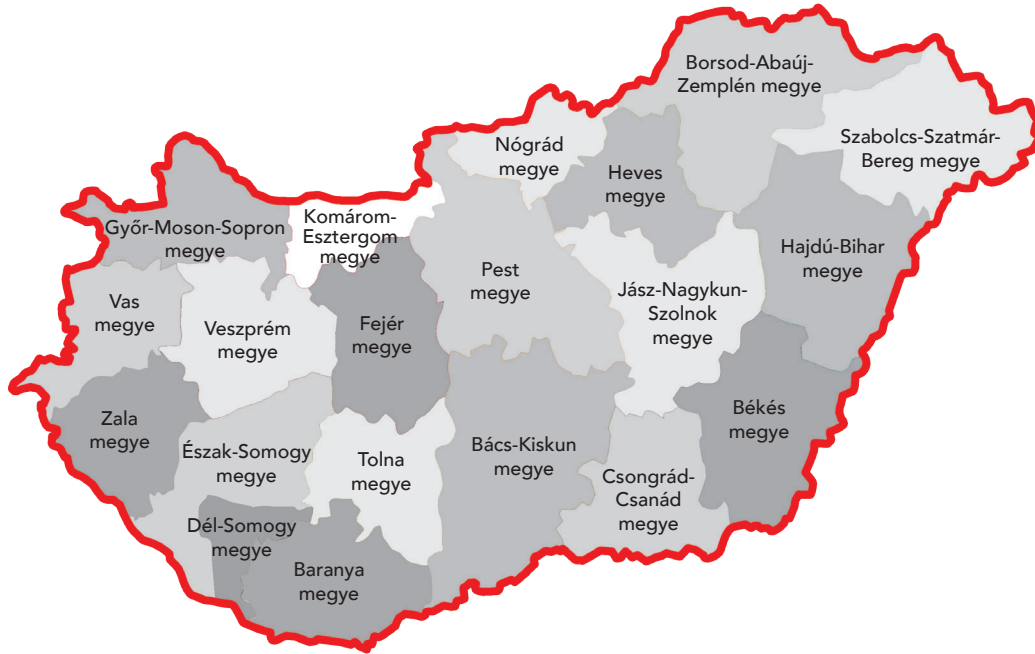 Borsod-Abaúj-
Zemplén megye
Szabolcs-Szatmár-
Bereg megye
Nógrád
megye
Heves
megye
Komárom-
Esztergom
megye
Győr-Moson-Sopron
megye
Hajdú-Bihar
megye
Pest
megye
Jász-Nagykun-
Szolnok
megye
Vas
megye
Veszprém
megye
Fejér
megye
Zala
megye
Békés
megye
Észak-Somogy
megye
Tolna
megye
Bács-Kiskun
megye
Csongrád-
Csanád
megye
Dél-Somogy
megye
Baranya
megye